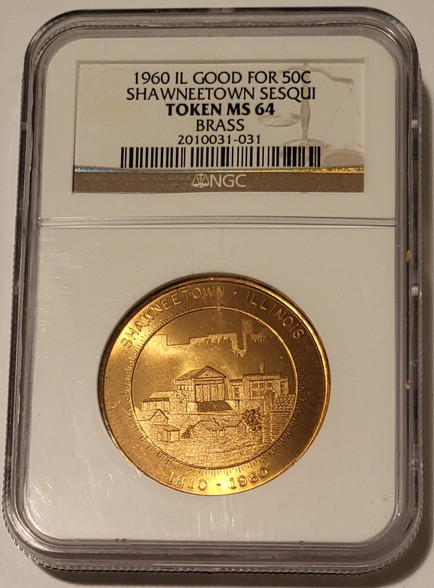 1960 IL GOOD FOR 50C
SHAWNEETOWN SESQUI
TOKEN MS 64
BRASS
2010031-031
NGC
SHAWNEETOWN · ILLINOIS
1810 - 1960